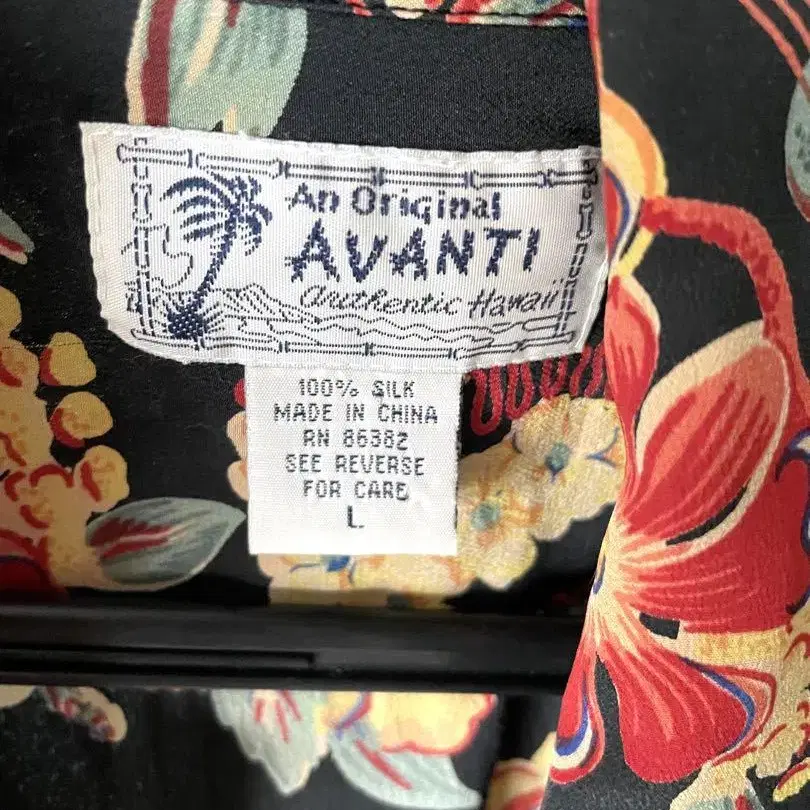 An Original
AVANTI
authentic Hawaii
100% SILK
MADE IN CHINA
RN 86382
SEE REVERSE
FOR CARE
L